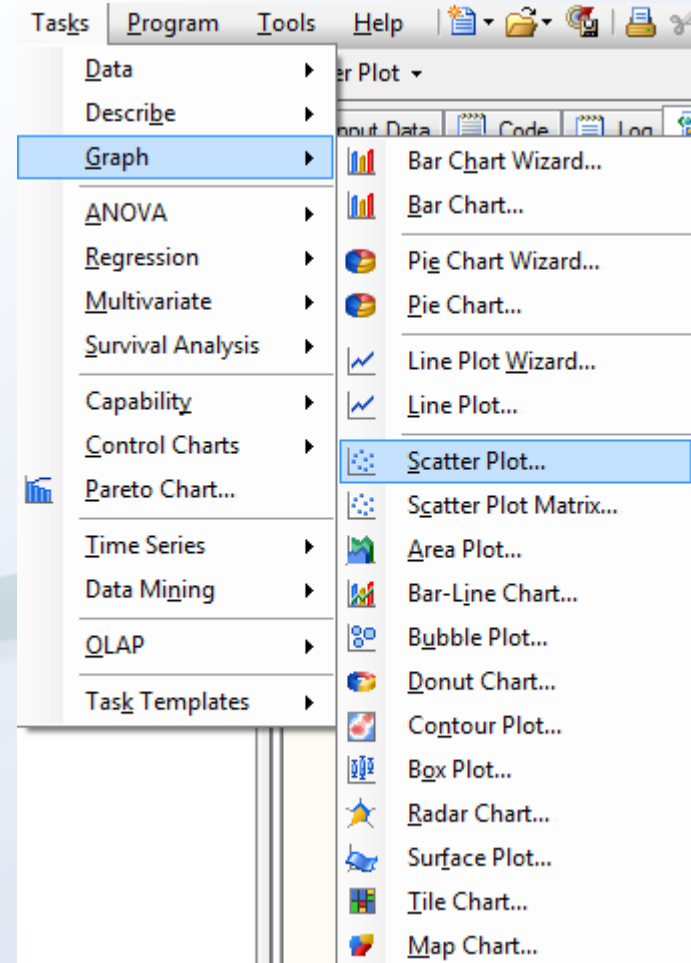 Tasks Program Tools Help
Data
er Plot
Describe
nput Data Code Log
Graph
Bar Chart Wizard...
Bar Chart...
ANOVA
Regression
Pie Chart Wizard...
Multivariate
Pie Chart...
Survival Analysis
Line Plot Wizard...
Capability
Line Plot...
Control Charts
Scatter Plot...
Pareto Chart...
Scatter Plot Matrix...
Time Series
Area Plot...
Data Mining
Bar-Line Chart...
OLAP
Bubble Plot...
Donut Chart...
Task Templates
Contour Plot...
Box Plot...
Radar Chart...
Surface Plot...
Tile Chart...
Map Chart...